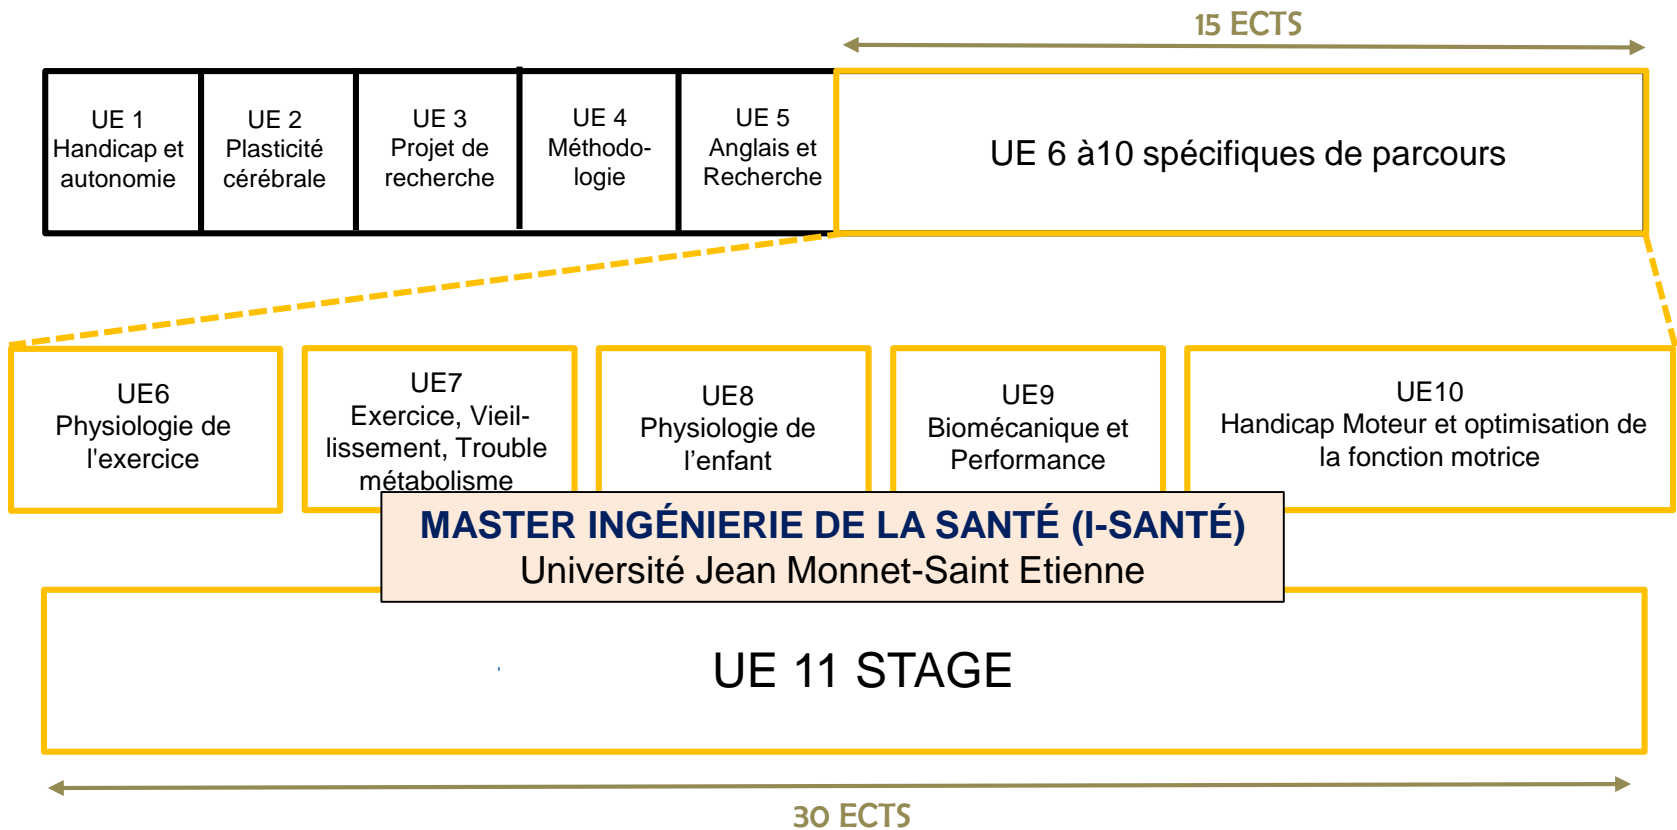 15 ECTS
UE 1
Handicap et
autonomie
UE 2
Plasticité
cérébrale
UE 3
Projet de
recherche
UE 4
Méthodo-
logie
UE 5
Anglais et
Recherche
UE 6 à10 spécifiques de parcours
UE6
Physiologie de
l'exercice
UE7
Exercice, Vieil-
lissement, Trouble
métabolisme
UE8
Physiologie de
l’enfant
UE9
Biomécanique et
Performance
UE10
Handicap Moteur et optimisation de
la fonction motrice
MASTER INGÉNIERIE DE LA SANTÉ (I-SANTÉ)
Université Jean Monnet-Saint Etienne
UE 11 STAGE
30 ECTS